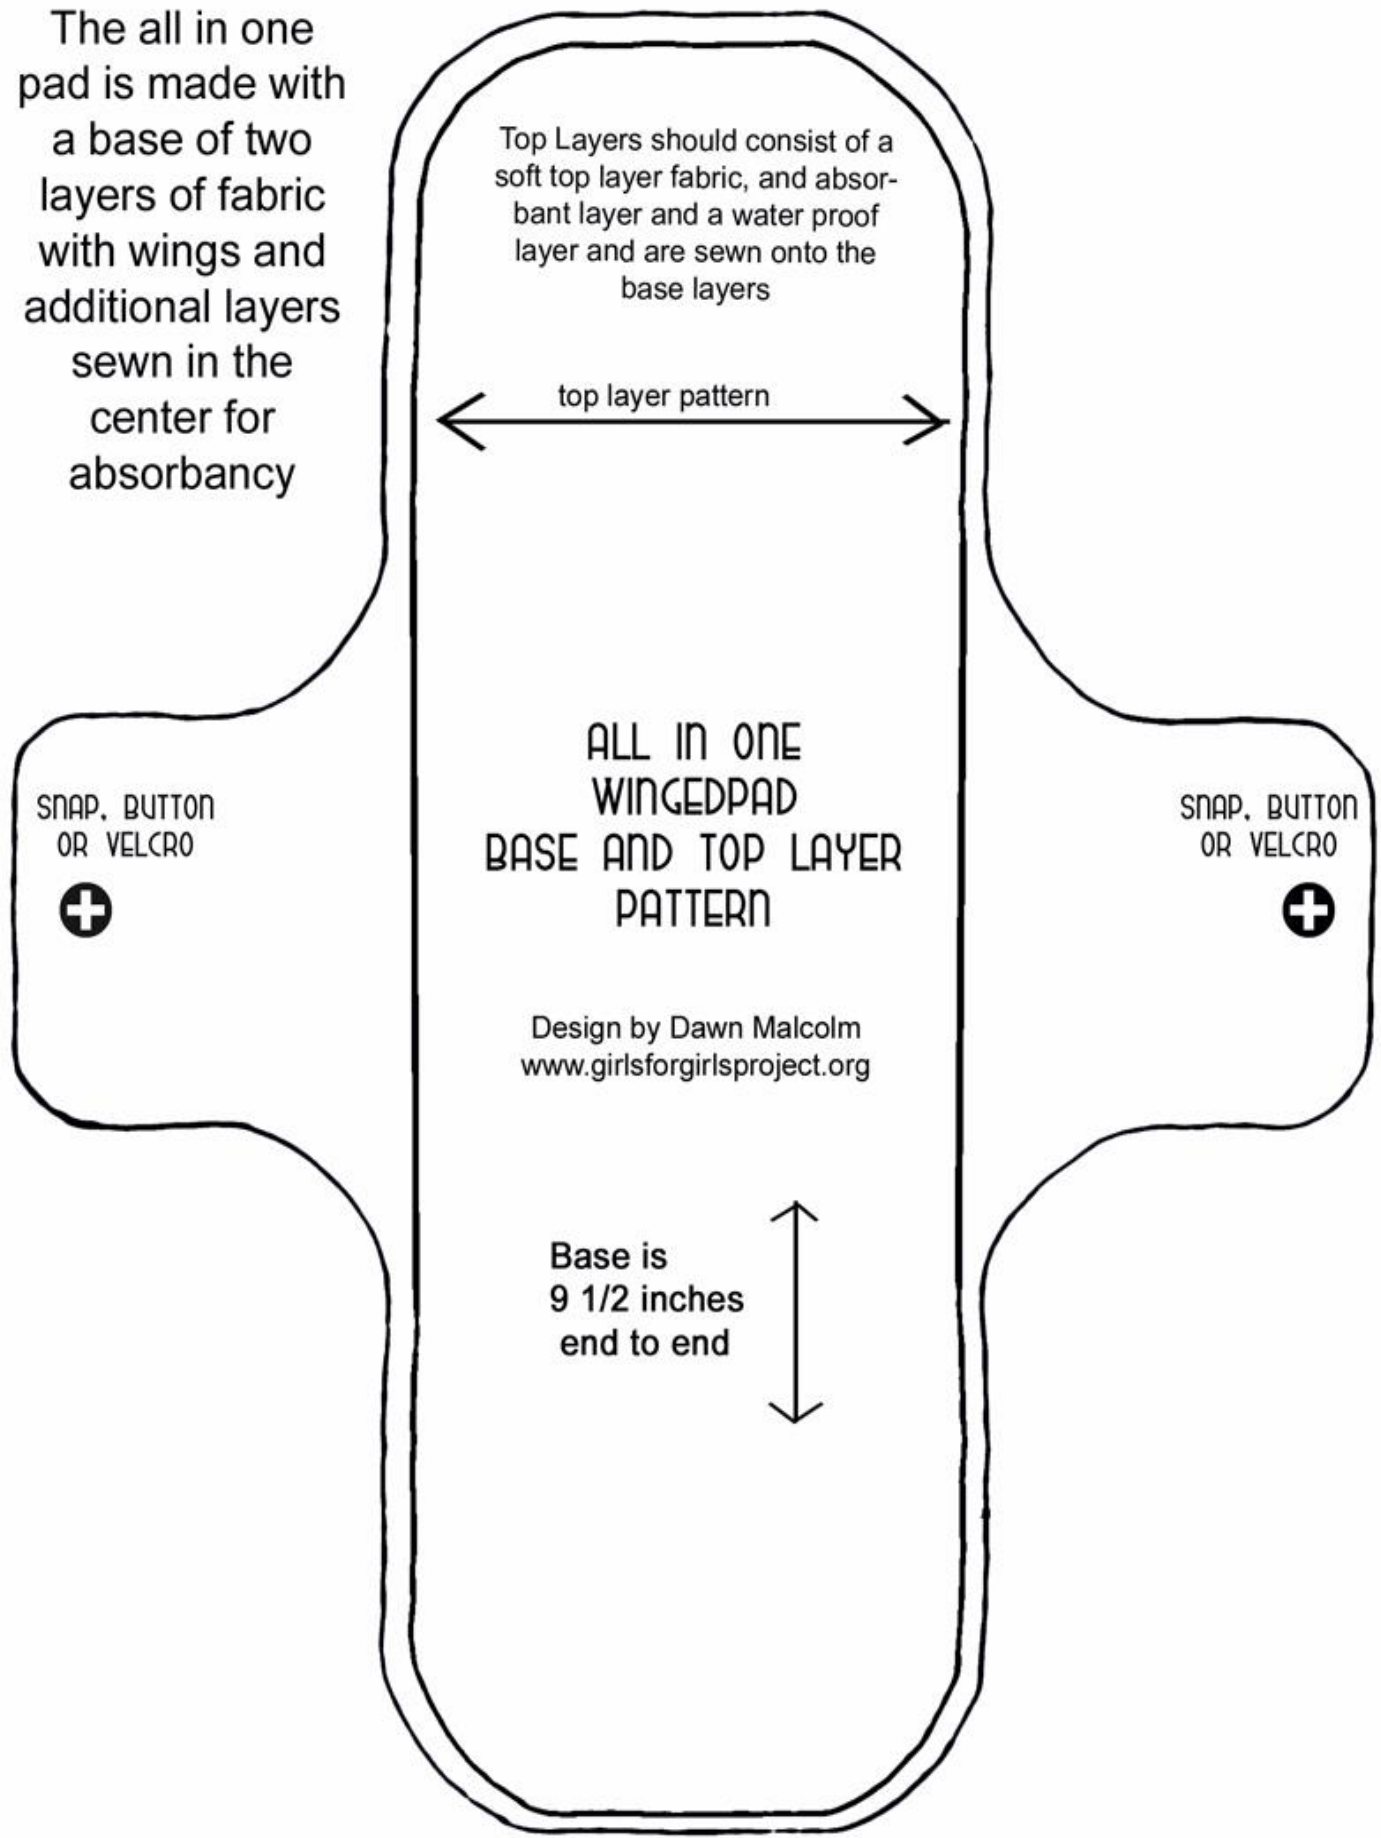 The all in one
pad is made with
a base of two
layers of fabric
with wings and
additional layers
sewn in the
center for
absorbancy
Top Layers should consist of a
soft top layer fabric, and absor-
bant layer and a water proof
layer and are sewn onto the
base layers
top layer pattern
ALL IN ONE
WINGEDPAD
BASE AND TOP LAYER
PATTERN
SNAP, BUTTON
OR VELCRO
SNAP, BUTTON
OR VELCRO
Design by Dawn Malcolm
www.girlsforgirlsproject.org
Base is
9 1/2 inches
end to end